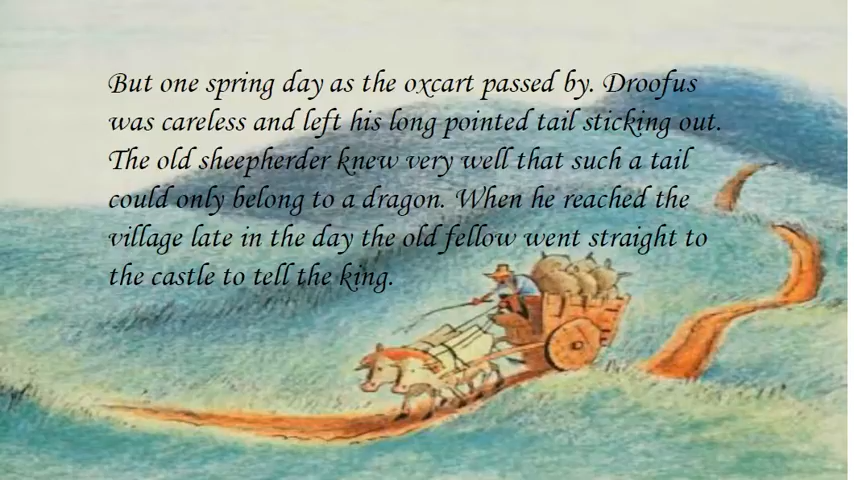 But one spring day as the oxcart passed by. Droofus
was careless and left his long pointed tail sticking out.
The old sheepherder knew very well that such a tail
could only belong to a dragon. When he reached the
village late in the day the old fellow went straight to
the castle to tell the king.